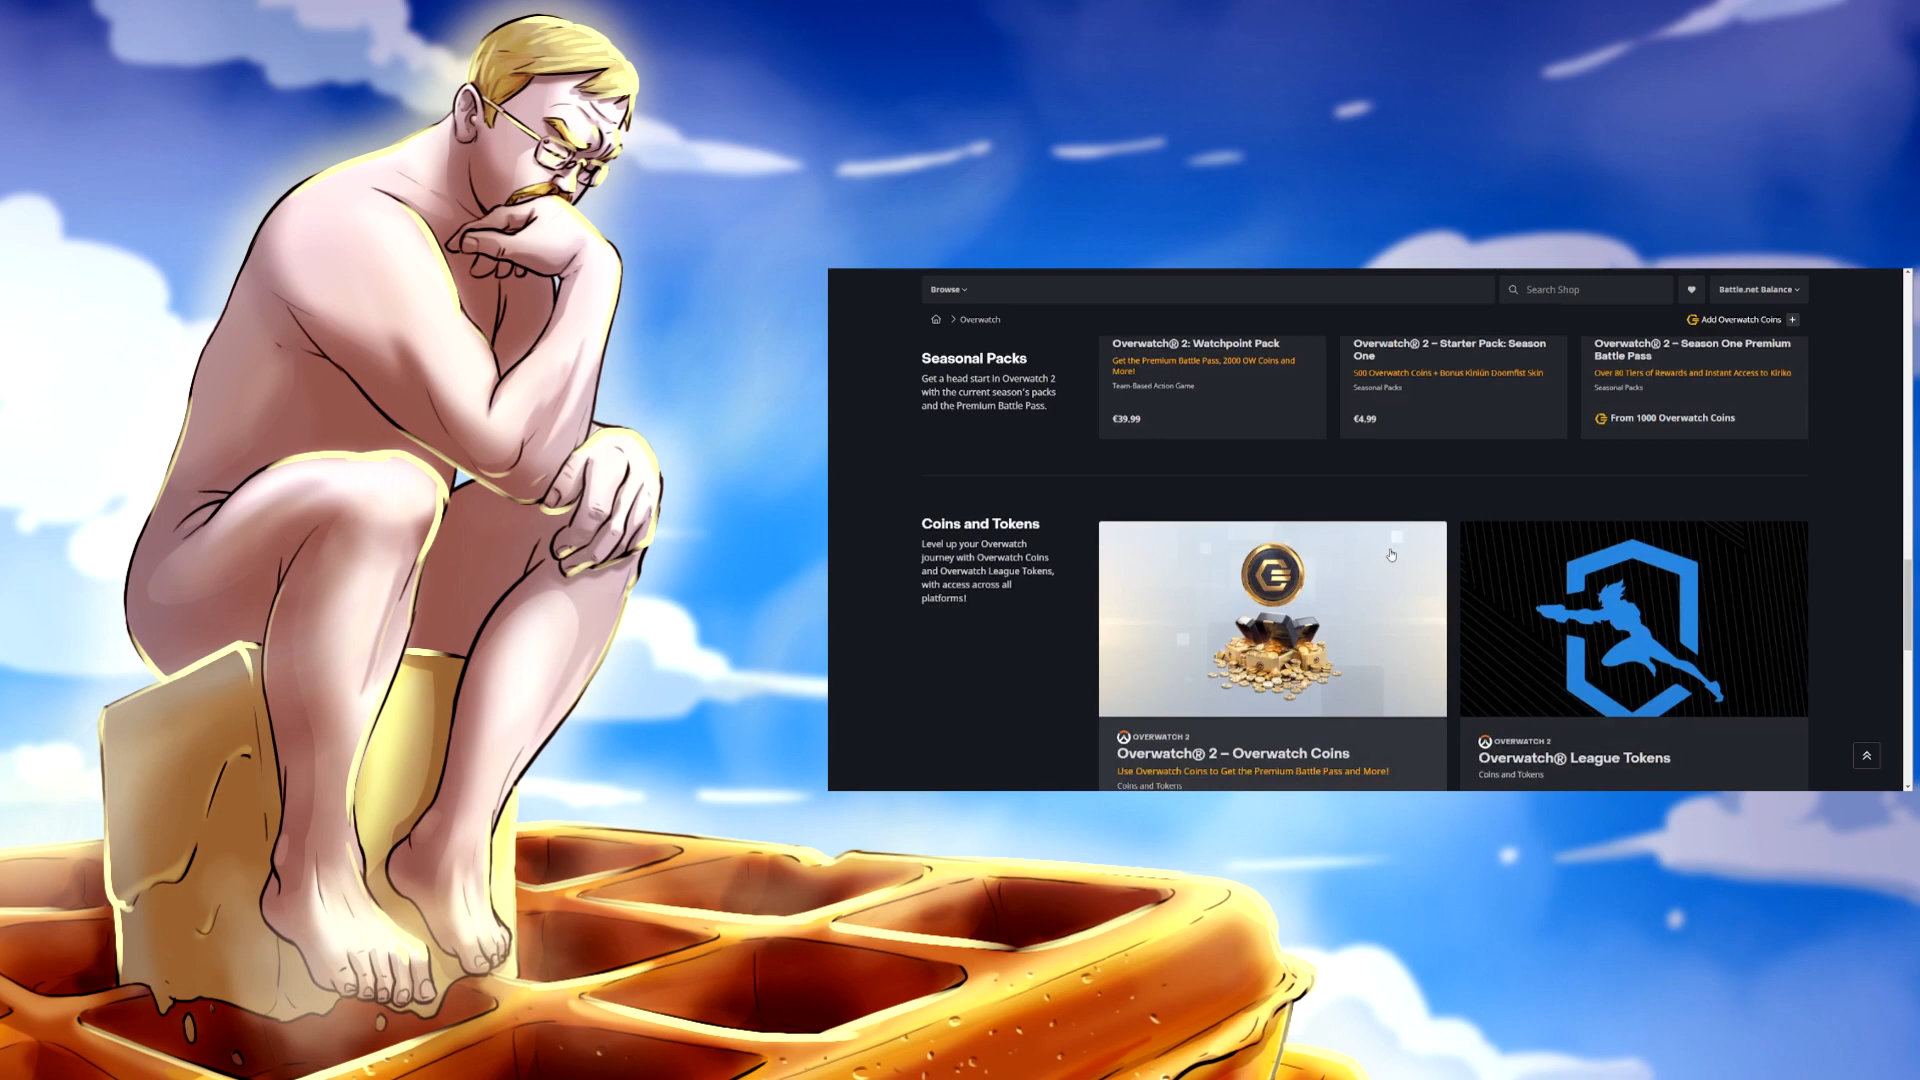 Browse
Search Shop
Battle.net Balance
Overwatch
Add Overwatch Coins
Seasonal Packs
Get a head start in Overwatch 2
with the current season's packs
and the Premium Battle Pass.
Overwatch® 2: Watchpoint Pack
Get the Premium Battle Pass, 2000 OW Coins and
More!
Team-Based Action Game
€39.99
Overwatch® 2 – Starter Pack: Season
One
500 Overwatch Coins + Bonus Kiniún Doomfist Skin
Seasonal Packs
€4.99
Overwatch® 2 – Season One Premium
Battle Pass
Over 80 Tiers of Rewards and Instant Access to Kiriko
Seasonal Packs
From 1000 Overwatch Coins
Coins and Tokens
Level up your Overwatch
journey with Overwatch Coins
and Overwatch League Tokens,
with access across all
platforms!
OVERWATCH 2
Overwatch® 2 – Overwatch Coins
Use Overwatch Coins to Get the Premium Battle Pass and More!
Coins and Tokens
OVERWATCH 2
Overwatch® League Tokens
Coins and Tokens